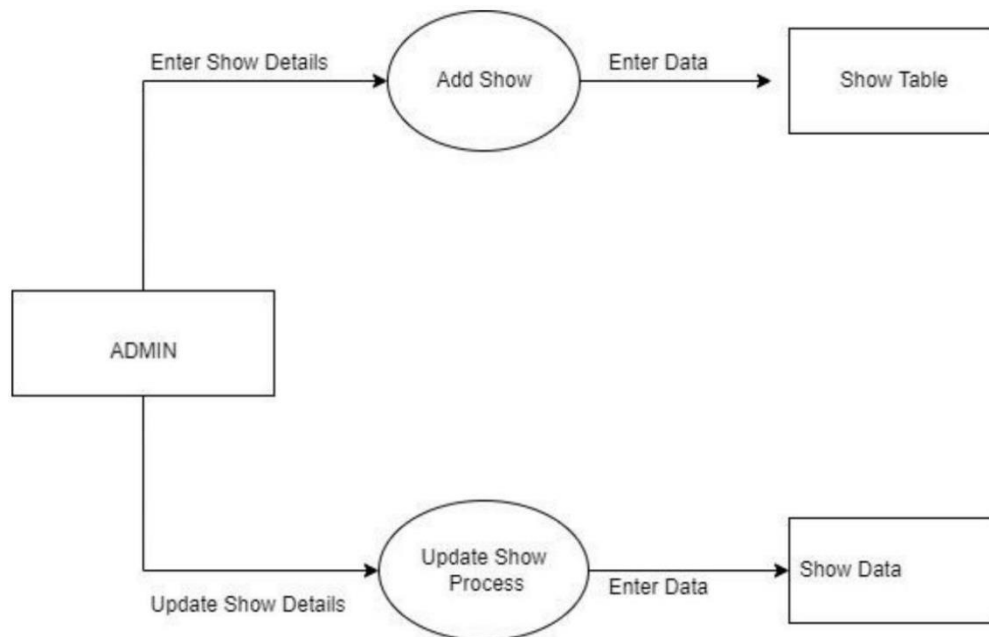 Enter Show Details
Add Show
Enter Data
Show Table
ADMIN
Update Show Details
Update Show
Process
Enter Data
Show Data